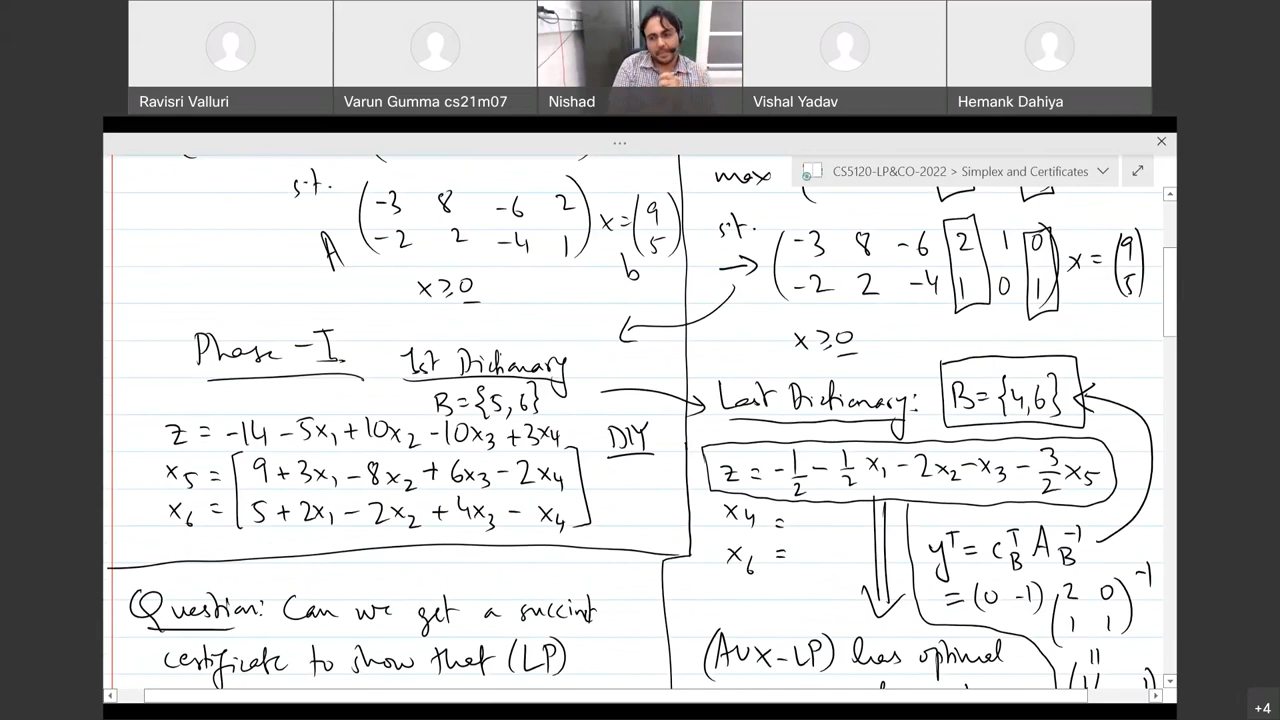 Ravisri Valluri
Varun Gumma cs21m07
Nishad
Vishal Yadav
Hemank Dahiya
CS5120-LP&CO-2022 > Simplex and Certificates
s.t.
A
(-3 8 -6 2
-2 2 -4 1) x = (9
5)
b
x ≥ 0
Phase - I
1st Dictionary
B = {5,6}
z = -14 - 5x₁ + 10x₂ - 10x₃ + 3x₄
x₅ = [9 + 3x₁ - 8x₂ + 6x₃ - 2x₄
x₆ = 5 + 2x₁ - 2x₂ + 4x₃ - x₄]
DIY
Question: Can we get a succint
certificate to show that (LP)
max
s.t.
(-3 8 -6 2 1 0
-2 2 -4 1 0 1) x = (9
5)
x ≥ 0
Last Dictionary: B = {4,6}
z = -1/2 - 1/2 x₁ - 2x₂ - x₃ - 3/2 x₅
x₄ =
x₆ =
yᵀ = c_Bᵀ A_B⁻¹
= (0 -1) (2 0
1 1)⁻¹
(AUX-LP) has optimal
+4